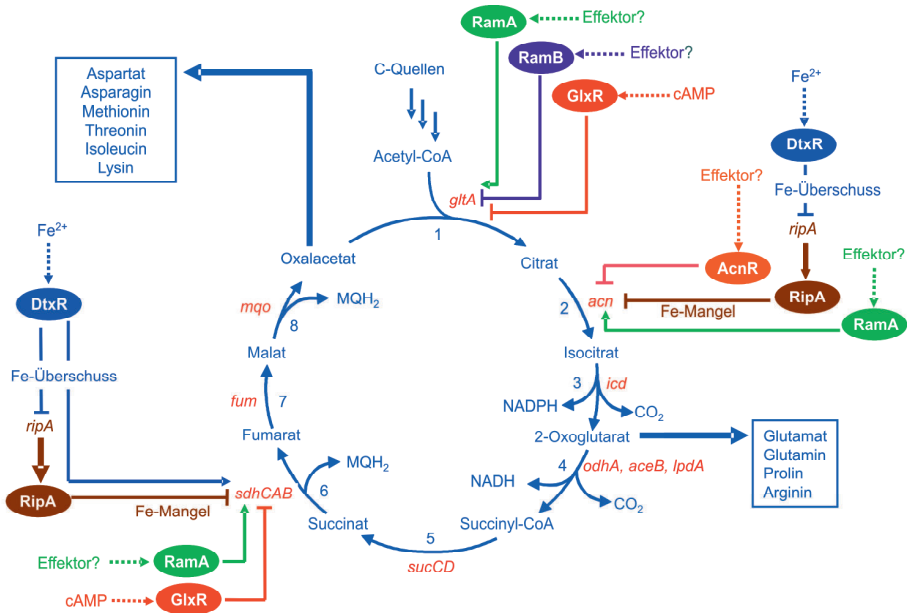 RamA
Effektor?
RamB
Effektor?
GlxR
cAMP
C-Quellen
Acetyl-CoA
gltA
1
Aspartat
Asparagin
Methionin
Threonin
Isoleucin
Lysin
Fe2+
DtxR
Fe-Überschuss
ripA
RipA
Effektor?
AcnR
Effektor?
RamA
Fe-Mangel
acn
Oxalacetat
Citrat
2
Isocitrat
3
icd
NADPH
CO2
2-Oxoglutarat
Glutamat
Glutamin
Prolin
Arginin
4
odhA, aceB, lpdA
NADH
CO2
Succinyl-CoA
5
sucCD
Succinat
6
MQH2
sdhCAB
Fumarat
7
fum
Malat
8
mqo
MQH2
Fe2+
DtxR
Fe-Überschuss
ripA
RipA
Fe-Mangel
Effektor?
RamA
cAMP
GlxR